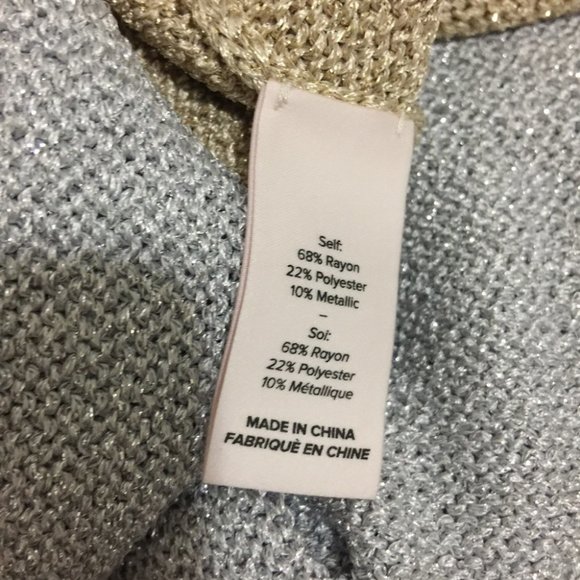 Self:
68% Rayon
22% Polyester
10% Metallic
–
Soi:
68% Rayon
22% Polyester
10% Métallique
MADE IN CHINA
FABRIQUÈ EN CHINE